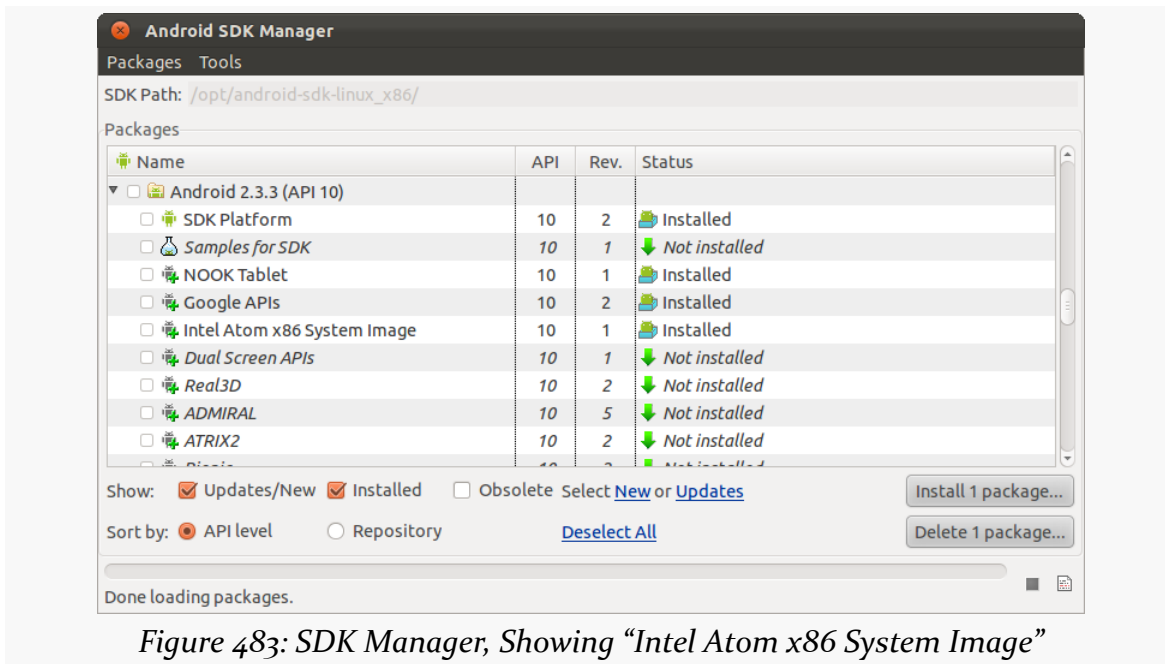 Android SDK Manager
Packages Tools
SDK Path: /opt/android-sdk-linux_x86/
Packages
Name API Rev. Status
Android 2.3.3 (API 10)
SDK Platform 10 2 Installed
Samples for SDK 10 1 Not installed
NOOK Tablet 10 1 Installed
Google APIs 10 2 Installed
Intel Atom x86 System Image 10 1 Installed
Dual Screen APIs 10 1 Not installed
Real3D 10 2 Not installed
ADMIRAL 10 5 Not installed
ATRIX2 10 2 Not installed
Show: Updates/New Installed Obsolete Select New or Updates Install 1 package...
Sort by: API level Repository Deselect All Delete 1 package...
Done loading packages.
Figure 483: SDK Manager, Showing “Intel Atom x86 System Image”